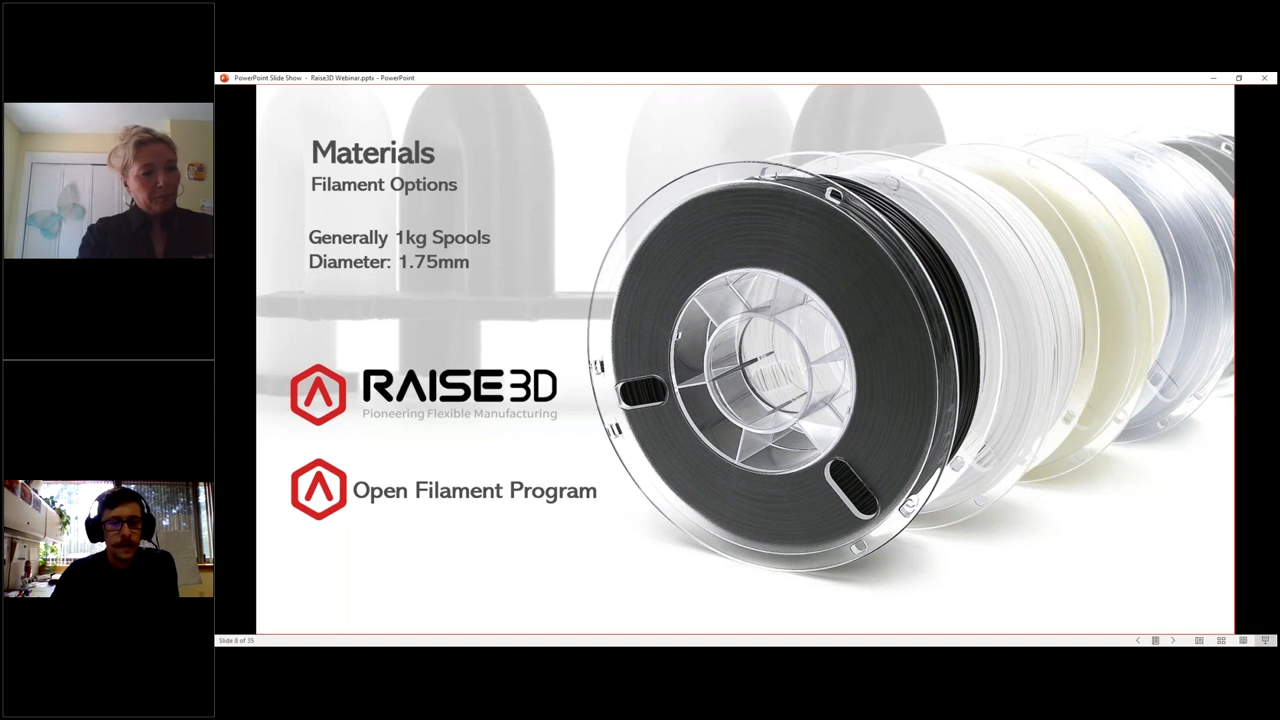 PowerPoint Slide Show - Raise3D Webinar.pptx - PowerPoint
Materials
Filament Options
Generally 1kg Spools
Diameter: 1.75mm
RAISE3D
Pioneering Flexible Manufacturing
Open Filament Program
Slide 8 of 35